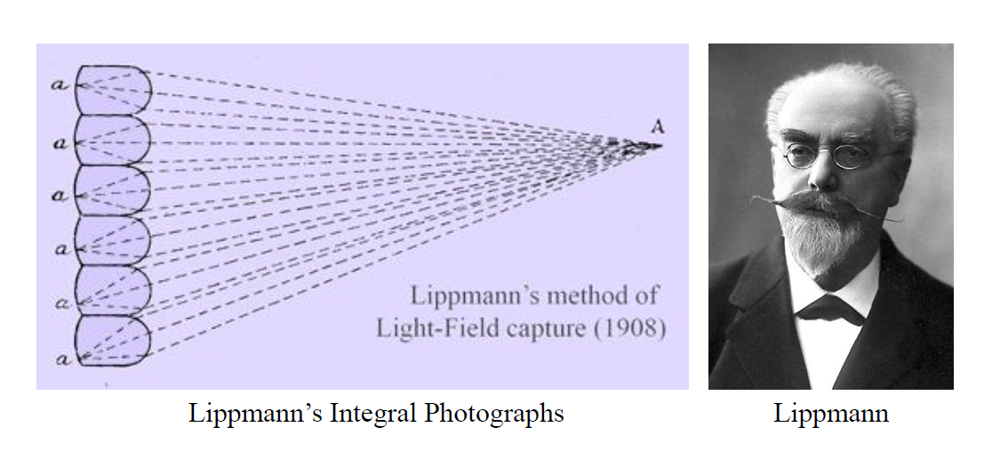 a
A
a
a
a
a
a
Lippmann’s method of
Light-Field capture (1908)
Lippmann’s Integral Photographs
Lippmann